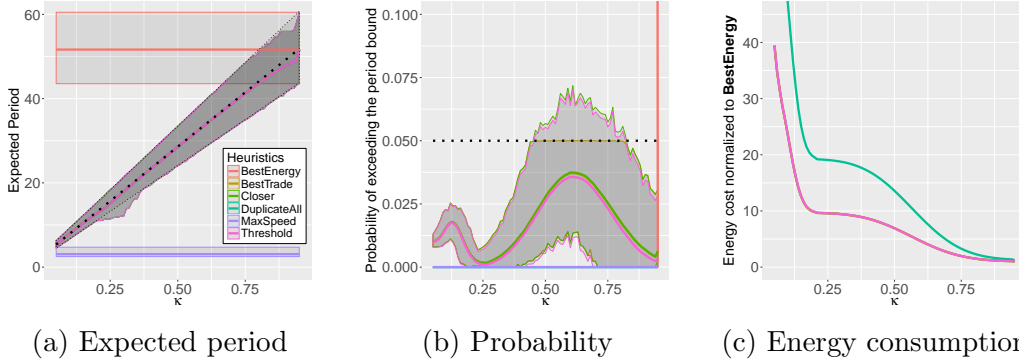 60
40
20
0
Expected Period
0.25
0.50
0.75
κ
Heuristics
BestEnergy
BestTrade
Closer
DuplicateAll
MaxSpeed
Threshold
(a) Expected period
0.100
0.075
0.050
0.025
0.000
Probability of exceeding the period bound
0.25
0.50
0.75
κ
(b) Probability
40
30
20
10
0
Energy cost normalized to BestEnergy
0.25
0.50
0.75
κ
(c) Energy consumption